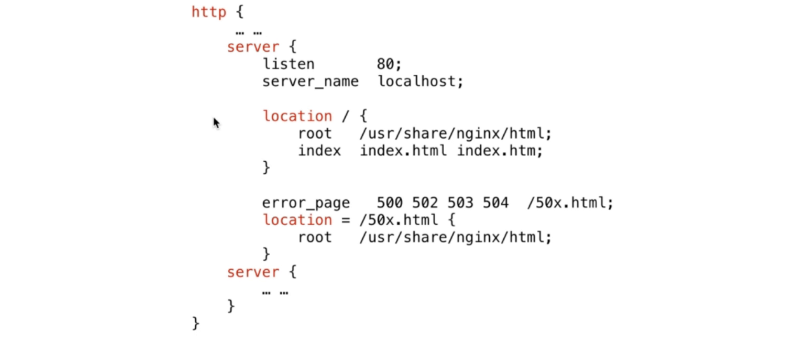 http {
… …
server {
listen 80;
server_name localhost;
location / {
root /usr/share/nginx/html;
index index.html index.htm;
}
error_page 500 502 503 504 /50x.html;
location = /50x.html {
root /usr/share/nginx/html;
}
server {
… …
}
}